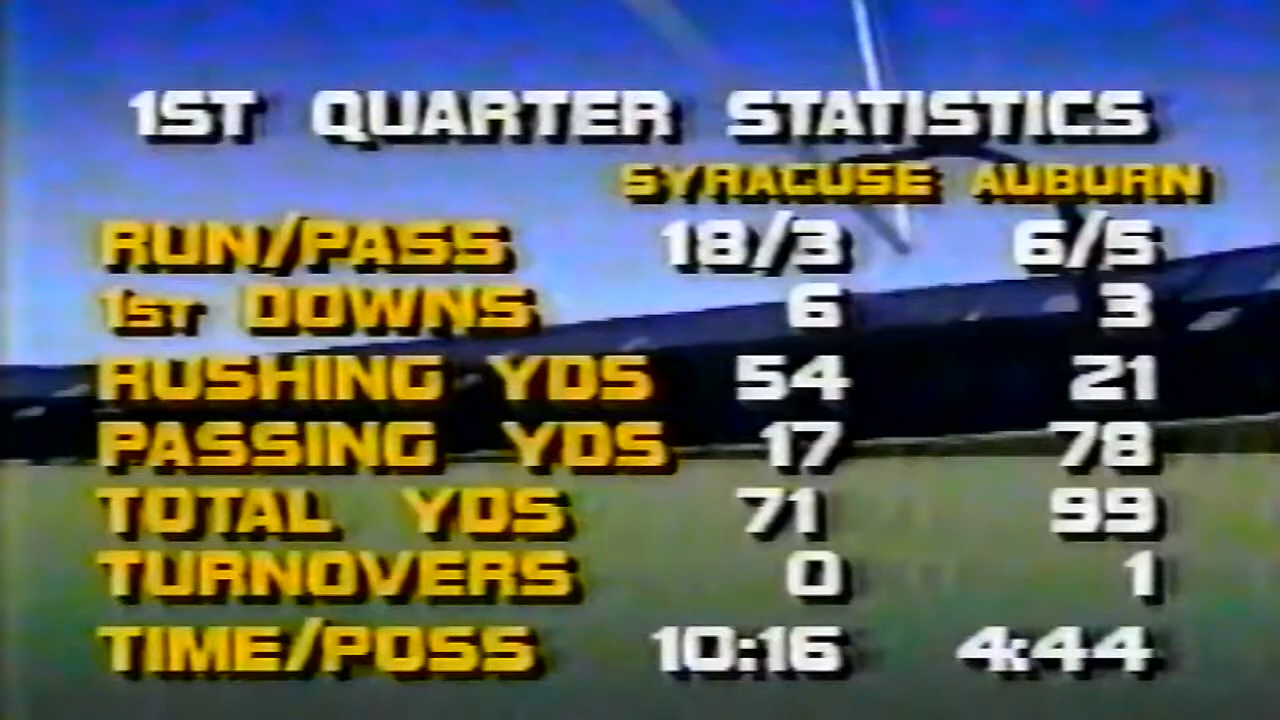 1ST QUARTER STATISTICS
SYRACUSE AUBURN
RUN/PASS 18/3 6/5
1ST DOWNS 6 3
RUSHING YDS 54 21
PASSING YDS 17 78
TOTAL YDS 71 99
TURNOVERS 0 1
TIME/POSS 10:16 4:44